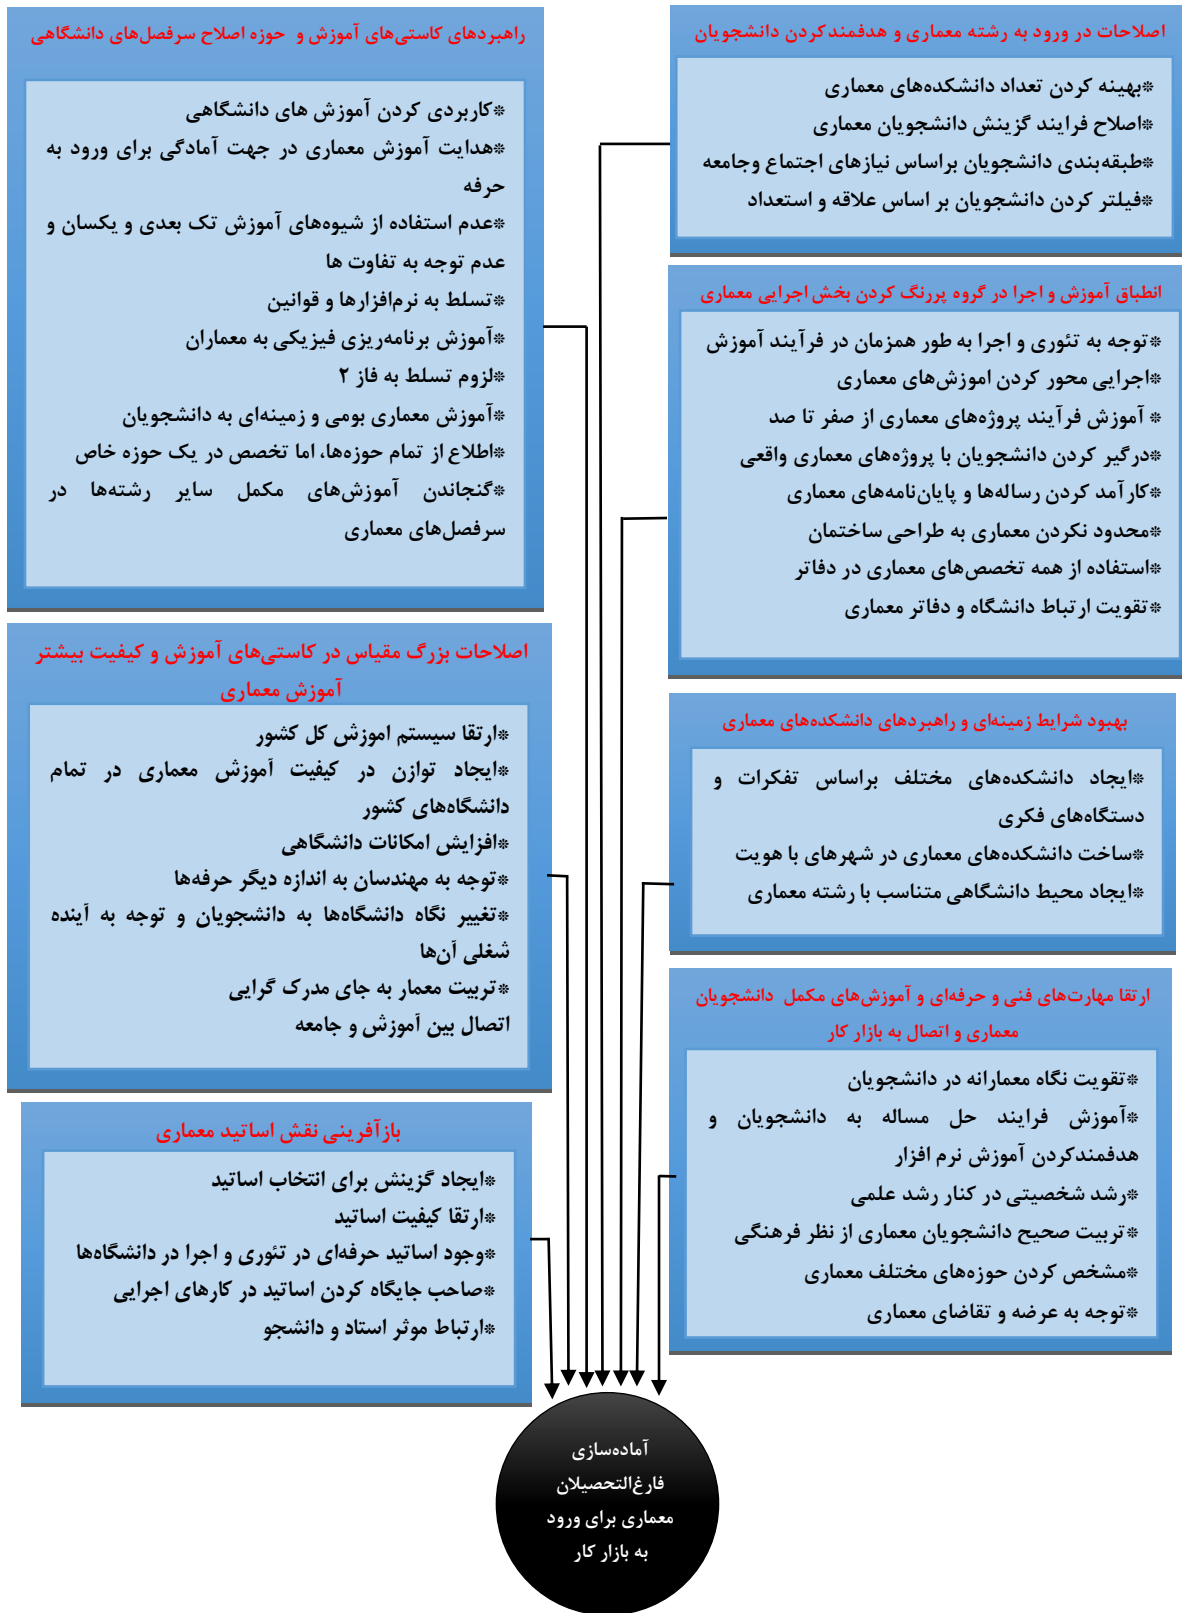 اصلاحات در ورود به رشته معماری و هدفمندکردن دانشجویان
*بهینه کردن تعداد دانشکده‌های معماری
*اصلاح فرایند گزینش دانشجویان معماری
*طبقه‌بندی دانشجویان براساس نیازهای اجتماع وجامعه
*فیلتر کردن دانشجویان بر اساس علاقه و استعداد
انطباق آموزش و اجرا در گروه پررنگ کردن بخش اجرایی معماری
*توجه به تئوری و اجرا به طور همزمان در فرآیند آموزش
*اجرایی محور کردن اموزش‌های معماری
* آموزش فرآیند پروژه‌های معماری از صفر تا صد
*درگیر کردن دانشجویان با پروژه‌های معماری واقعی
*کارآمد کردن رساله‌ها و پایان‌نامه‌های معماری
*محدود نکردن معماری به طراحی ساختمان
*استفاده از همه تخصص‌های معماری در دفاتر
*تقویت ارتباط دانشگاه و دفاتر معماری
بهبود شرایط زمینه‌ای و راهبردهای دانشکده‌های معماری
*ایجاد دانشکده‌های مختلف براساس تفکرات و
دستگاه‌های فکری
*ساخت دانشکده‌های معماری در شهرهای با هویت
*ایجاد محیط دانشگاهی متناسب با رشته معماری
ارتقا مهارت‌های فنی و حرفه‌ای و آموزش‌های مکمل دانشجویان
معماری و اتصال به بازار کار
*تقویت نگاه معمارانه در دانشجویان
*آموزش فرایند حل مساله به دانشجویان و
هدفمندکردن آموزش نرم افزار
*رشد شخصیتی در کنار رشد علمی
*تربیت صحیح دانشجویان معماری از نظر فرهنگی
*مشخص کردن حوزه‌های مختلف معماری
*توجه به عرضه و تقاضای معماری
راهبردهای کاستی‌های آموزش و حوزه اصلاح سرفصل‌های دانشگاهی
*کاربردی کردن آموزش های دانشگاهی
*هدایت آموزش معماری در جهت آمادگی برای ورود به
حرفه
*عدم استفاده از شیوه‌های آموزش تک بعدی و یکسان و
عدم توجه به تفاوت ها
*تسلط به نرم‌افزارها و قوانین
*آموزش برنامه‌ریزی فیزیکی به معماران
*لزوم تسلط به فاز ۲
*آموزش معماری بومی و زمینه‌ای به دانشجویان
*اطلاع از تمام حوزه‌ها، اما تخصص در یک حوزه خاص
*گنجاندن آموزش‌های مکمل سایر رشته‌ها در
سرفصل‌های معماری
اصلاحات بزرگ مقیاس در کاستی‌های آموزش و کیفیت بیشتر
آموزش معماری
*ارتقا سیستم اموزش کل کشور
*ایجاد توازن در کیفیت آموزش معماری در تمام
دانشگاه‌های کشور
*افزایش امکانات دانشگاهی
*توجه به مهندسان به اندازه دیگر حرفه‌ها
*تغییر نگاه دانشگاه‌ها به دانشجویان و توجه به آینده
شغلی آن‌ها
*تربیت معمار به جای مدرک گرایی
اتصال بین آموزش و جامعه
بازآفرینی نقش اساتید معماری
*ایجاد گزینش برای انتخاب اساتید
*ارتقا کیفیت اساتید
*وجود اساتید حرفه‌ای در تئوری و اجرا در دانشگاه‌ها
*صاحب جایگاه کردن اساتید در کارهای اجرایی
*ارتباط موثر استاد و دانشجو
آماده‌سازی
فارغ‌التحصیلان
معماری برای ورود
به بازار کار